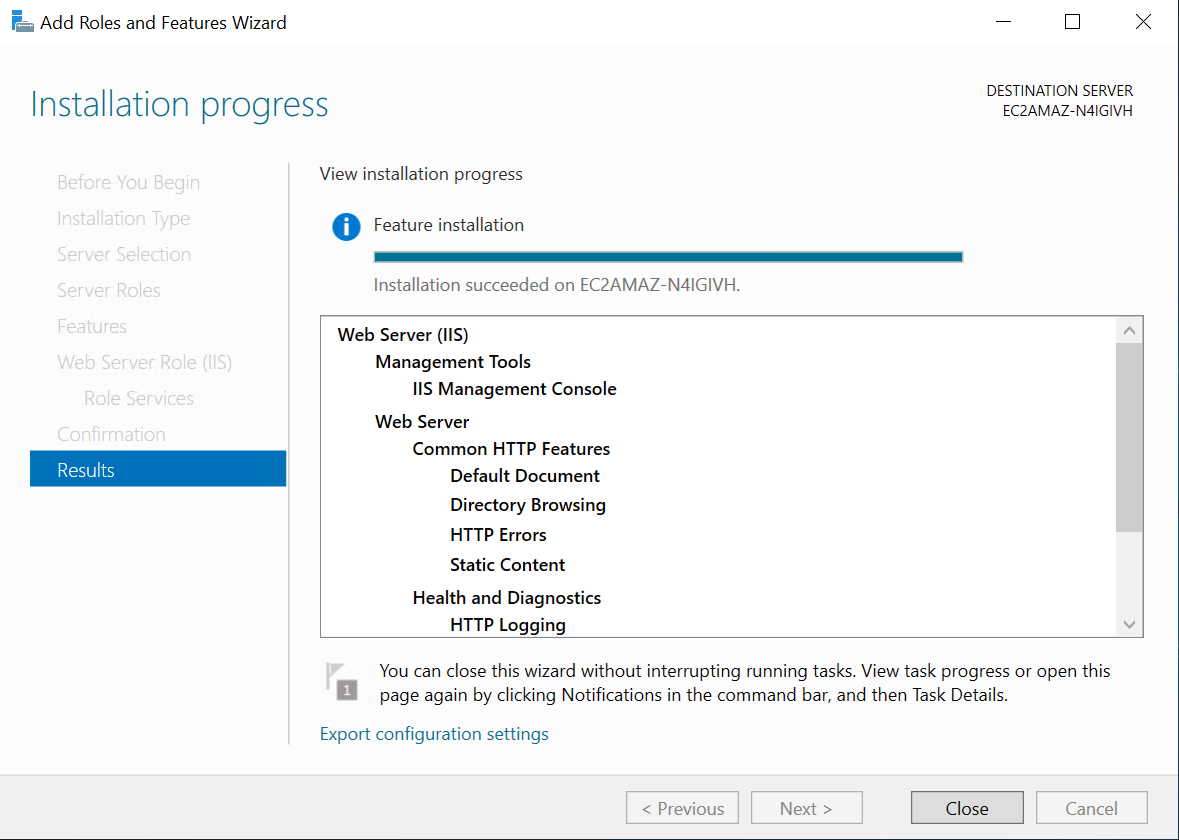 Add Roles and Features Wizard
Installation progress
DESTINATION SERVER
EC2AMAZ-N4IGIVH
Before You Begin
Installation Type
Server Selection
Server Roles
Features
Web Server Role (IIS)
Role Services
Confirmation
Results
View installation progress
Feature installation
Installation succeeded on EC2AMAZ-N4IGIVH.
Web Server (IIS)
Management Tools
IIS Management Console
Web Server
Common HTTP Features
Default Document
Directory Browsing
HTTP Errors
Static Content
Health and Diagnostics
HTTP Logging
1
You can close this wizard without interrupting running tasks. View task progress or open this
page again by clicking Notifications in the command bar, and then Task Details.
Export configuration settings
< Previous
Next >
Close
Cancel